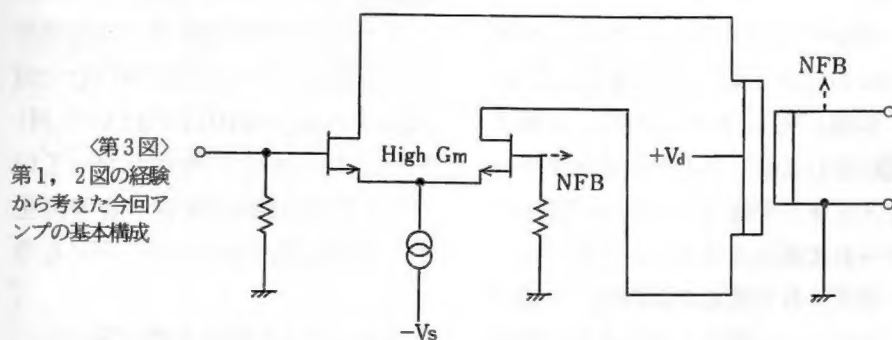 〈第3図〉
第1，2図の経験
から考えた今回ア
ンプの基本構成
High Gm
NFB
−Vs
+Vd
NFB